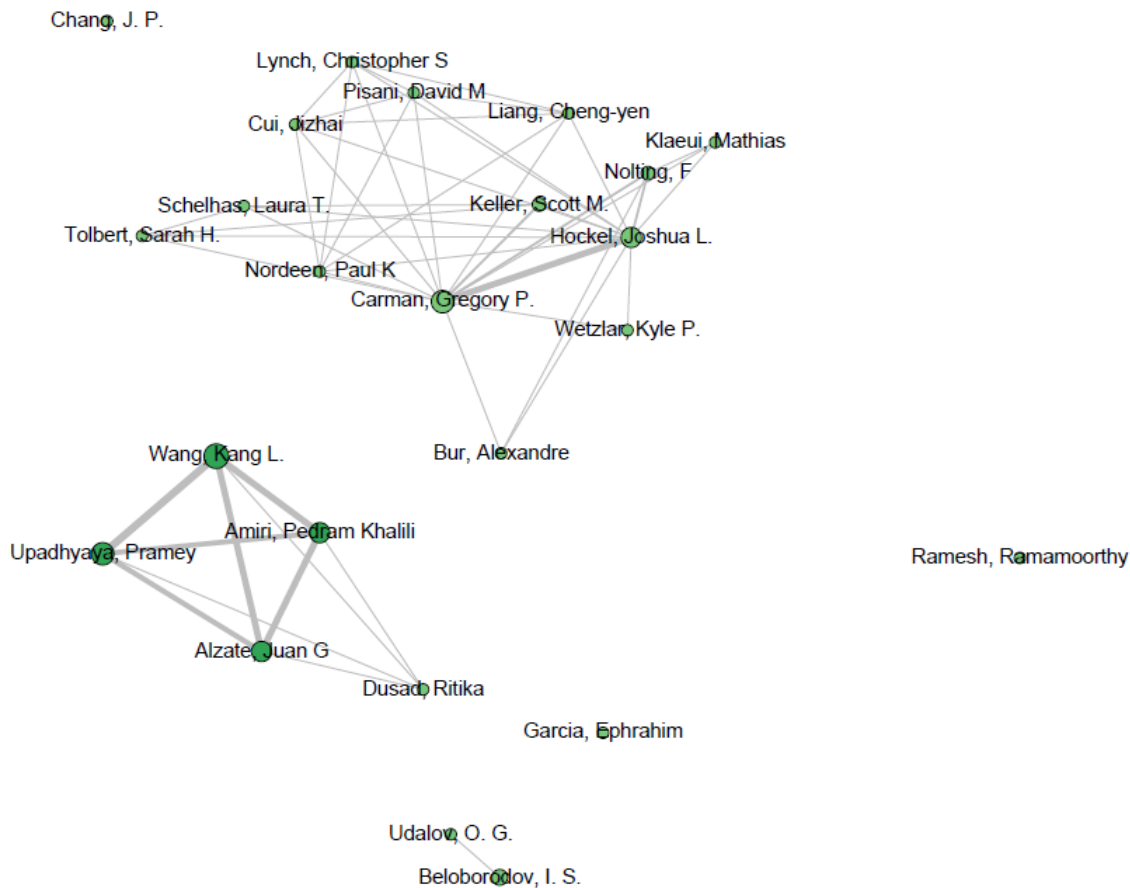 Chang, J. P.
Lynch, Christopher S
Pisani, David M
Liang, Cheng-yen
Cui, Jizhai
Klaeui, Mathias
Nolting, F
Schelhas, Laura T.
Keller, Scott M.
Tolbert, Sarah H.
Hockel, Joshua L.
Nordeen, Paul K
Carman, Gregory P.
Wetzlar, Kyle P.
Bur, Alexandre
Wang, Kang L.
Amiri, Pedram Khalili
Upadhyaya, Pramey
Ramesh, Ramamoorthy
Alzate, Juan G
Dusad, Ritika
Garcia, Ephrahim
Udalov, O. G.
Beloborodov, I. S.